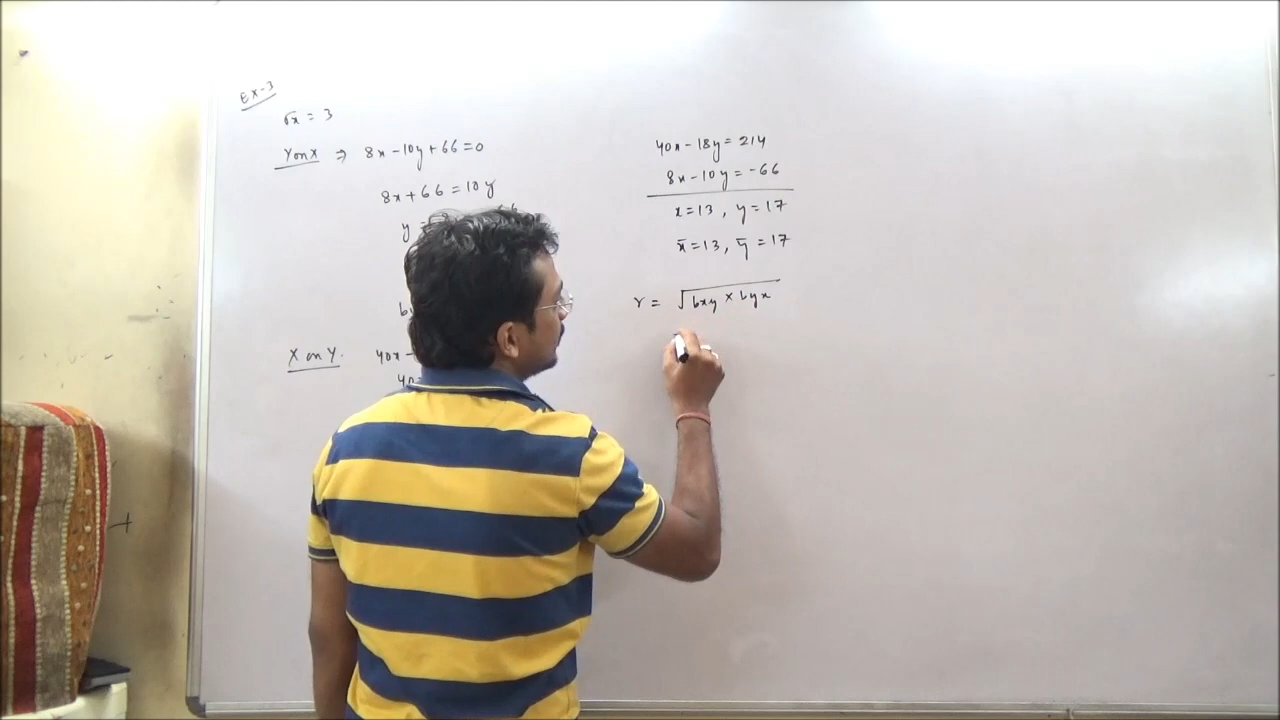 Ex-3
σx = 3
Y on X ⇒ 8x - 10y + 66 = 0
8x + 66 = 10y
y =
b
X on Y. 40x -
40
40x - 18y = 214
8x - 10y = -66
x = 13, y = 17
x̄ = 13, ȳ = 17
r = √bxy × byx